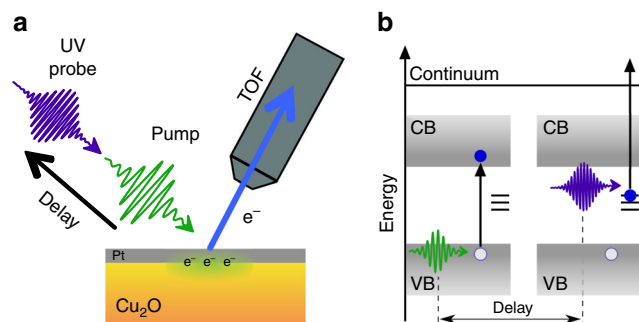 a
UV
probe
Pump
TOF
Delay
e⁻
Pt
e⁻ e⁻ e⁻
Cu₂O
b
Continuum
CB
CB
Energy
VB
VB
Delay